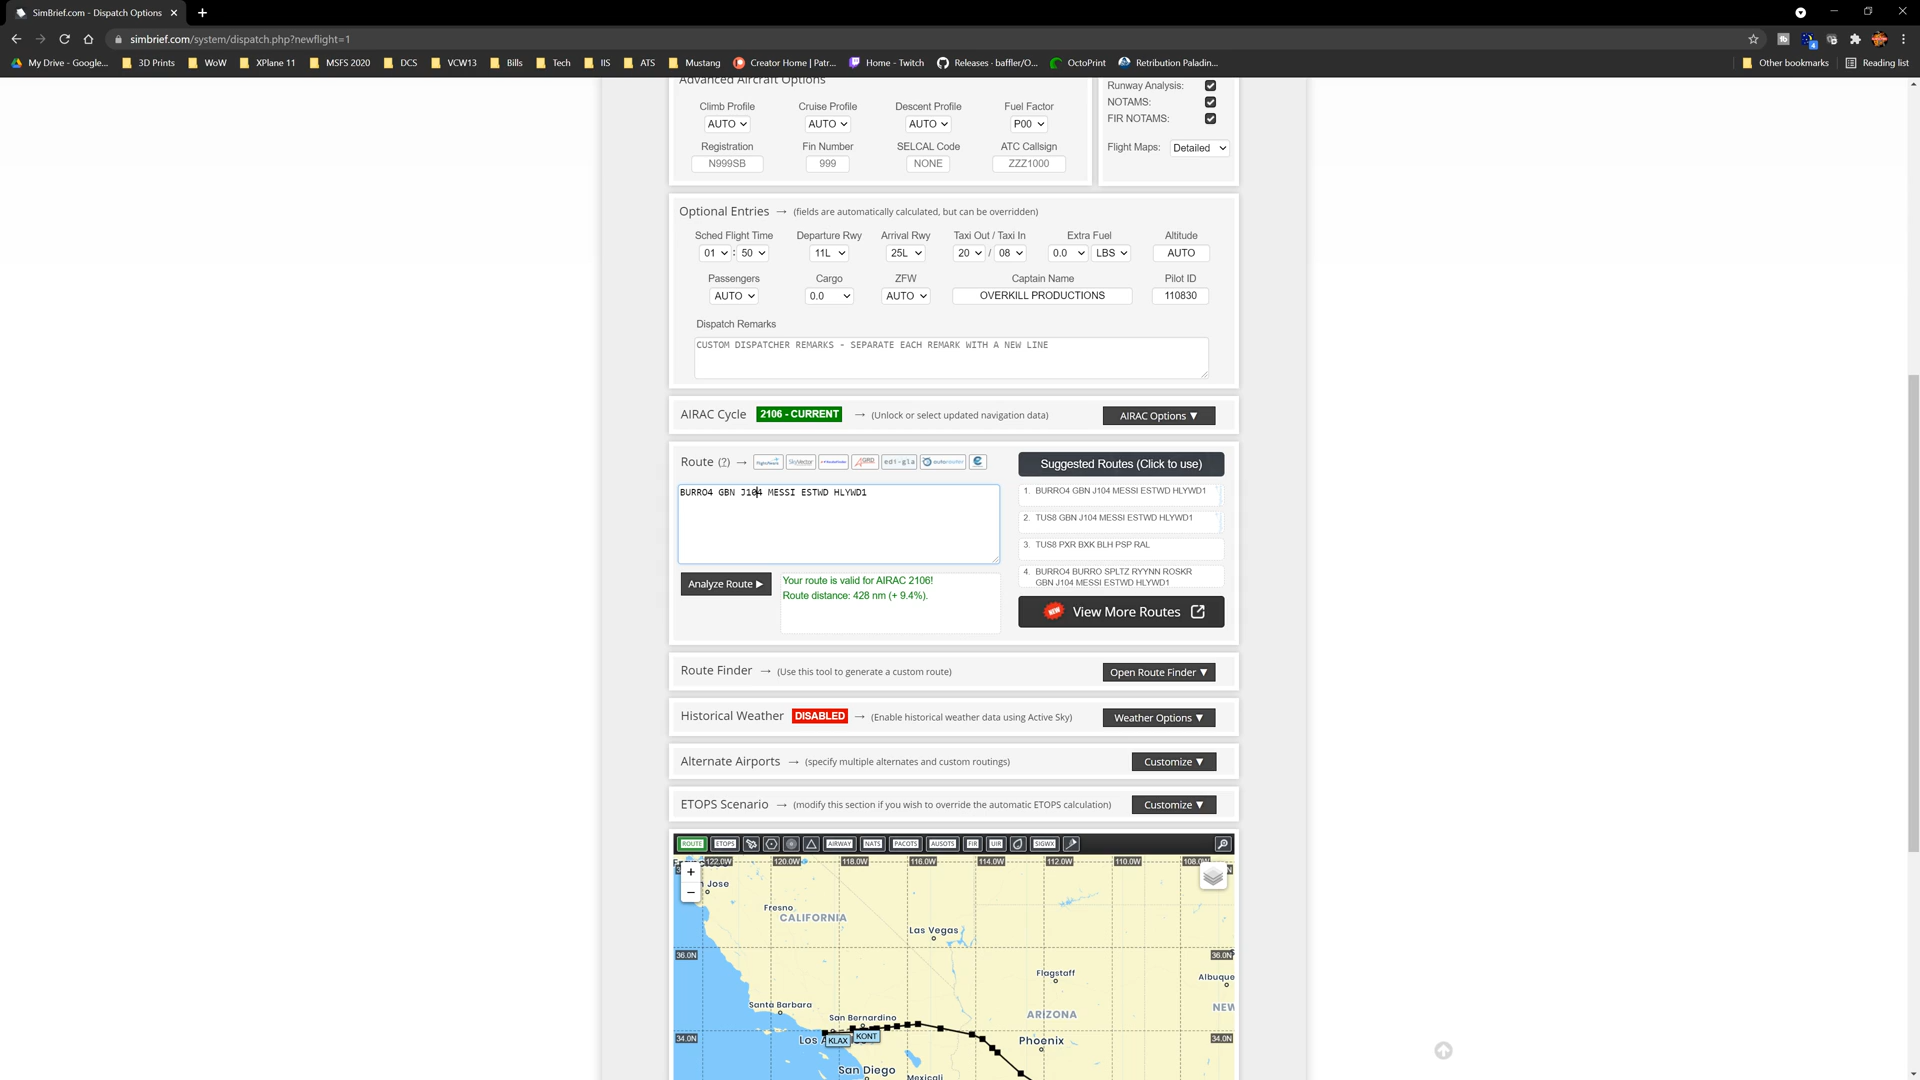 SimBrief.com - Dispatch Options
simbrief.com/system/dispatch.php?newflight=1
My Drive - Google... 3D Prints WoW XPlane 11 MSFS 2020 DCS VCW13 Bills Tech IIS ATS Mustang Creator Home | Patr... Home - Twitch Releases · baffler/O... OctoPrint Retribution Paladin... Other bookmarks Reading list
Advanced Aircraft Options
Climb Profile Cruise Profile Descent Profile Fuel Factor
AUTO AUTO AUTO P00
Registration Fin Number SELCAL Code ATC Callsign
N999SB 999 NONE ZZZ1000
Runway Analysis:
NOTAMS:
FIR NOTAMS:
Flight Maps: Detailed
Optional Entries → (fields are automatically calculated, but can be overridden)
Sched Flight Time Departure Rwy Arrival Rwy Taxi Out / Taxi In Extra Fuel Altitude
01 : 50 11L 25L 20 / 08 0.0 LBS AUTO
Passengers Cargo ZFW Captain Name Pilot ID
AUTO 0.0 AUTO OVERKILL PRODUCTIONS 110830
Dispatch Remarks
CUSTOM DISPATCHER REMARKS - SEPARATE EACH REMARK WITH A NEW LINE
AIRAC Cycle 2106 - CURRENT → (Unlock or select updated navigation data) AIRAC Options ▼
Route (?) → FlightAware SkyVector edi-gla autorouter
BURRO4 GBN J104 MESSI ESTWD HLYWD1
Analyze Route ▶
Your route is valid for AIRAC 2106!
Route distance: 428 nm (+ 9.4%).
Suggested Routes (Click to use)
1. BURRO4 GBN J104 MESSI ESTWD HLYWD1
2. TUS8 GBN J104 MESSI ESTWD HLYWD1
3. TUS8 PXR BXK BLH PSP RAL
4. BURRO4 BURRO SPLTZ RYYNN ROSKR
GBN J104 MESSI ESTWD HLYWD1
NEW View More Routes
Route Finder → (Use this tool to generate a custom route) Open Route Finder ▼
Historical Weather DISABLED → (Enable historical weather data using Active Sky) Weather Options ▼
Alternate Airports → (specify multiple alternates and custom routings) Customize ▼
ETOPS Scenario → (modify this section if you wish to override the automatic ETOPS calculation) Customize ▼
ROUTE ETOPS AIRWAY NATS PACOTS AUSOTS FIR UIR SIGWX
122.0W 120.0W 118.0W 116.0W 114.0W 112.0W 110.0W 108.0W
+
−
Jose
Fresno
CALIFORNIA
Las Vegas
36.0N 36.0N
Flagstaff
Albuque
Santa Barbara
San Bernardino
NEW
ARIZONA
34.0N 34.0N
KLAX KONT
Phoenix
San Diego
Mexicali